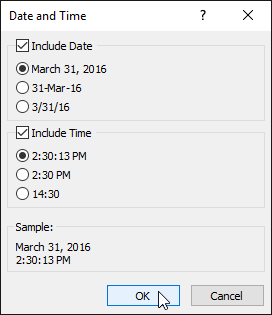 Date and Time ? ×
Include Date
March 31, 2016
31-Mar-16
3/31/16
Include Time
2:30:13 PM
2:30 PM
14:30
Sample:
March 31, 2016
2:30:13 PM
OK Cancel